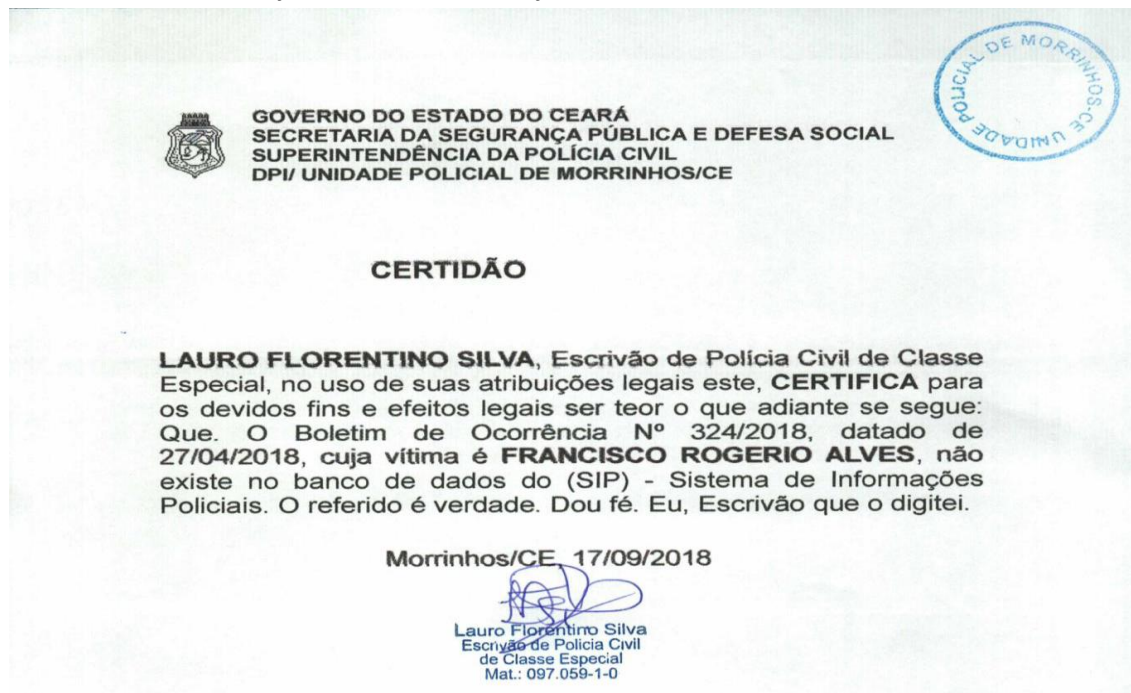 GOVERNO DO ESTADO DO CEARÁ
SECRETARIA DA SEGURANÇA PÚBLICA E DEFESA SOCIAL
SUPERINTENDÊNCIA DA POLÍCIA CIVIL
DPI/ UNIDADE POLICIAL DE MORRINHOS/CE
UNIDADE POLICIAL DE MORRINHOS-CE
CERTIDÃO
LAURO FLORENTINO SILVA, Escrivão de Polícia Civil de Classe
Especial, no uso de suas atribuições legais este, CERTIFICA para
os devidos fins e efeitos legais ser teor o que adiante se segue:
Que. O Boletim de Ocorrência Nº 324/2018, datado de
27/04/2018, cuja vítima é FRANCISCO ROGERIO ALVES, não
existe no banco de dados do (SIP) - Sistema de Informações
Policiais. O referido é verdade. Dou fé. Eu, Escrivão que o digitei.
Morrinhos/CE, 17/09/2018
Lauro Florentino Silva
Escrivão de Policia Civil
de Classe Especial
Mat.: 097.059-1-0